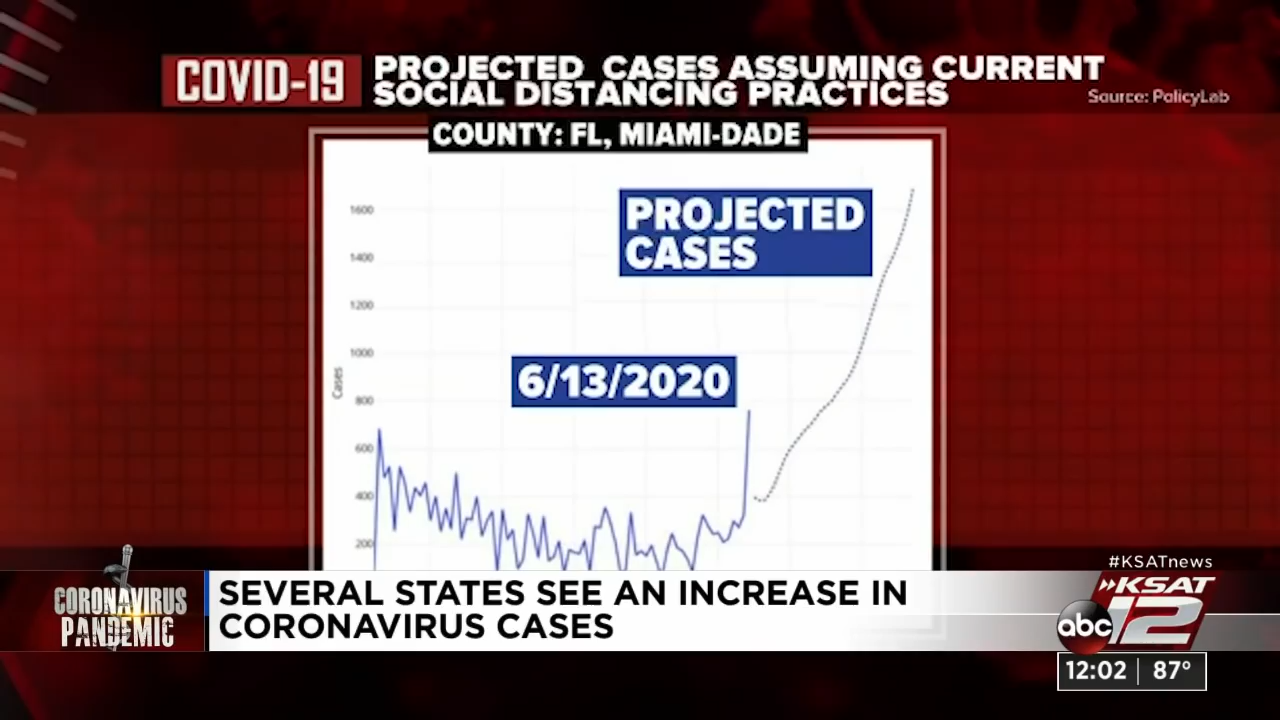 COVID-19
PROJECTED CASES ASSUMING CURRENT
SOCIAL DISTANCING PRACTICES
Source: PolicyLab
COUNTY: FL, MIAMI-DADE
PROJECTED
CASES
1600
1400
1200
1000
6/13/2020
Cases
800
600
400
200
#KSATnews
CORONAVIRUS
PANDEMIC
SEVERAL STATES SEE AN INCREASE IN
CORONAVIRUS CASES
KSAT
abc 12
12:02 87°